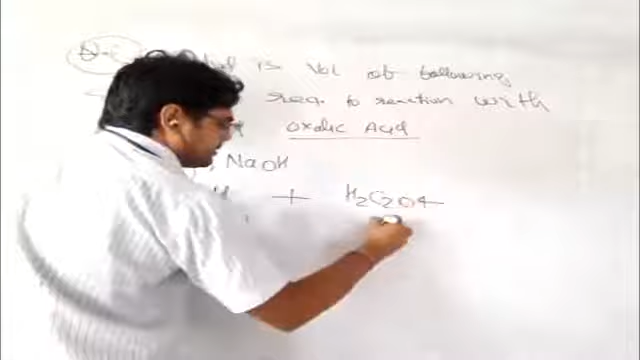 is Vol of following
req. to reaction with
Oxalic Acid
, NaOH
H + H2C2O4